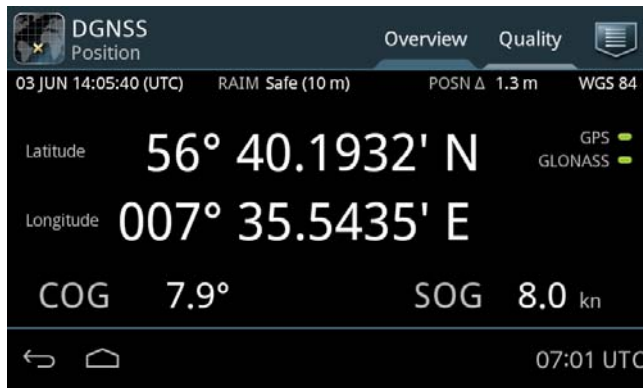 DGNSS
Position
Overview Quality
03 JUN 14:05:40 (UTC) RAIM Safe (10 m) POSN Δ 1.3 m WGS 84
Latitude 56° 40.1932' N
GPS
GLONASS
Longitude 007° 35.5435' E
COG 7.9° SOG 8.0 kn
07:01 UTC